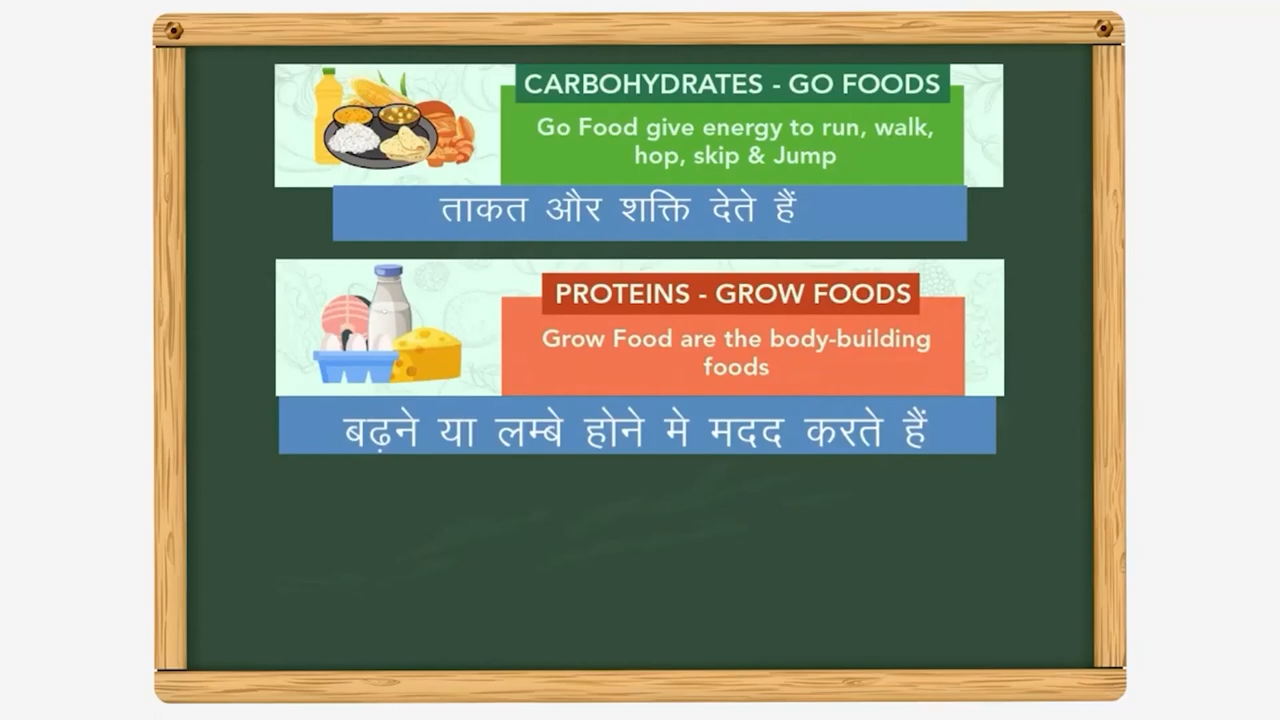 CARBOHYDRATES - GO FOODS
Go Food give energy to run, walk,
hop, skip & Jump
ताकत और शक्ति देते हैं
PROTEINS - GROW FOODS
Grow Food are the body-building
foods
बढ़ने या लम्बे होने मे मदद करते हैं